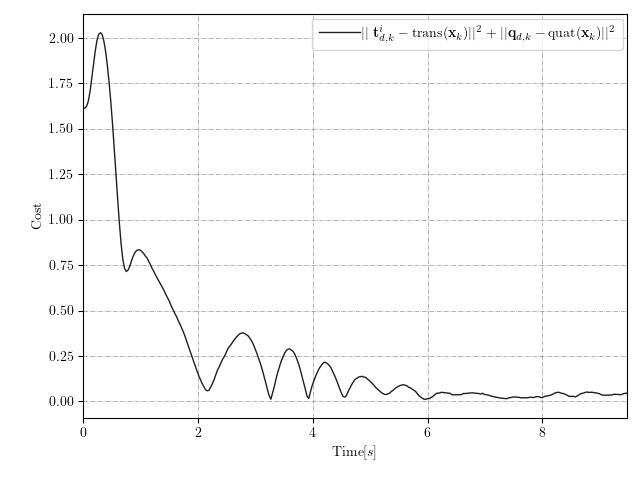 || t^i_{d,k} − trans(x_k)||^2 + ||q_{d,k} − quat(x_k)||^2
2.00
1.75
1.50
1.25
1.00
0.75
0.50
0.25
0.00
Cost
0 2 4 6 8
Time[s]